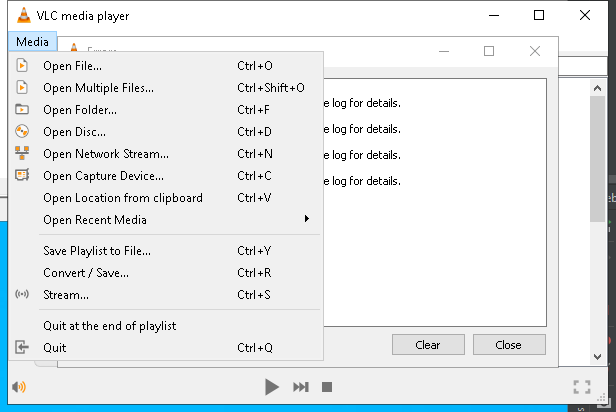 VLC media player
Media
Open File... Ctrl+O
Open Multiple Files... Ctrl+Shift+O
Open Folder... Ctrl+F
Open Disc... Ctrl+D
Open Network Stream... Ctrl+N
Open Capture Device... Ctrl+C
Open Location from clipboard Ctrl+V
Open Recent Media
Save Playlist to File... Ctrl+Y
Convert / Save... Ctrl+R
Stream... Ctrl+S
Quit at the end of playlist
Quit Ctrl+Q
e log for details.
e log for details.
e log for details.
e log for details.
Clear Close